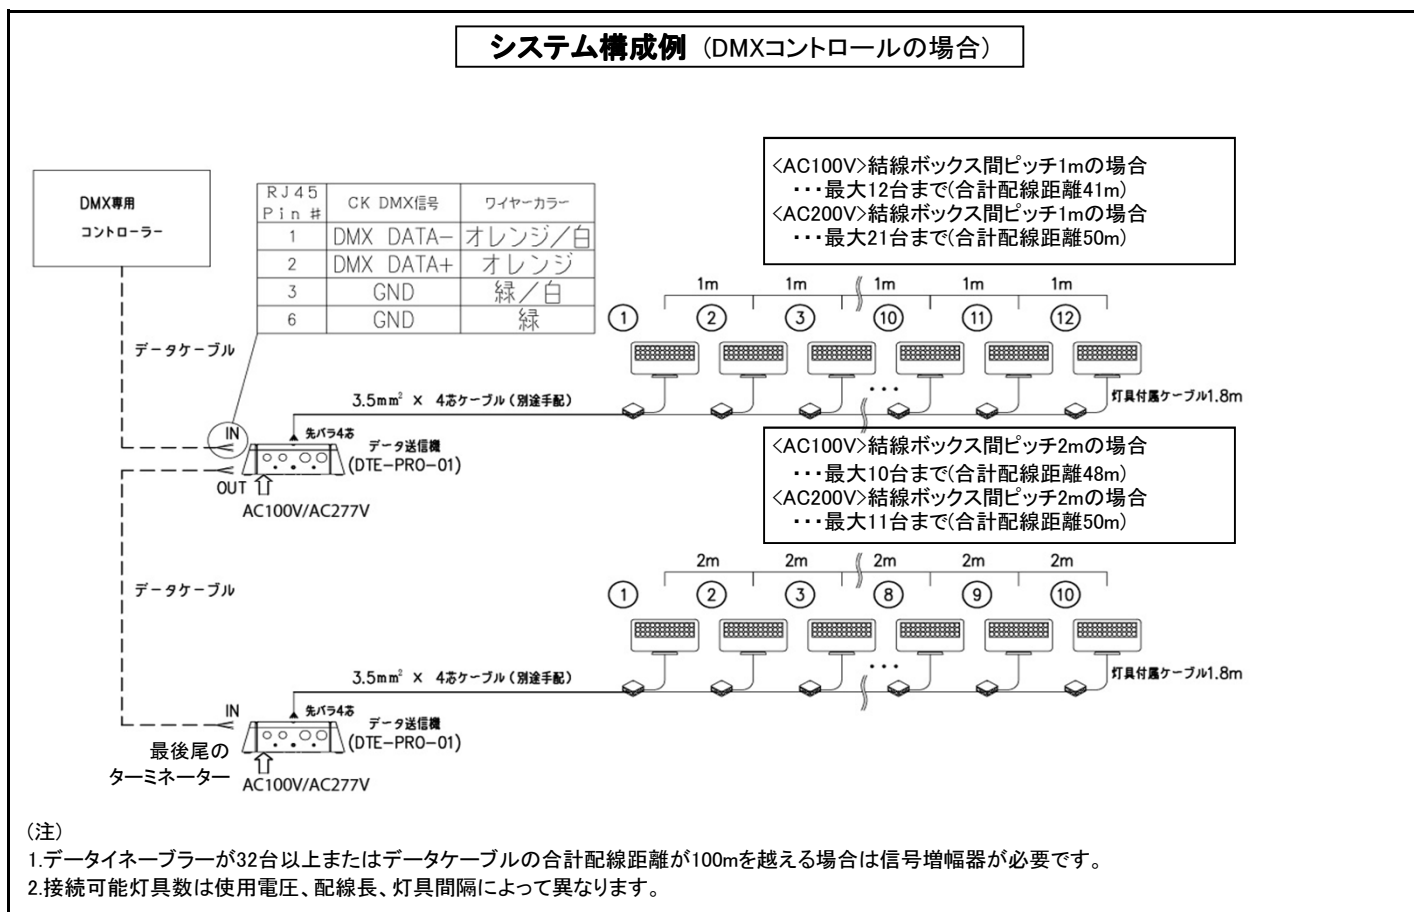 システム構成例 (DMXコントロールの場合)
<AC100V>結線ボックス間ピッチ1mの場合
・・・最大12台まで(合計配線距離41m)
<AC200V>結線ボックス間ピッチ1mの場合
・・・最大21台まで(合計配線距離50m)
DMX専用
コントローラー
RJ45 Pin # CK DMX信号 ワイヤーカラー
1 DMX DATA- オレンジ/白
2 DMX DATA+ オレンジ
3 GND 緑/白
6 GND 緑
1m 1m 1m 1m 1m
① ② ③ ⑩ ⑪ ⑫
データケーブル
・・・
3.5mm² × 4芯ケーブル(別途手配)
灯具付属ケーブル1.8m
IN
先バラ4芯
データ送信機
(DTE-PRO-01)
OUT
AC100V/AC277V
<AC100V>結線ボックス間ピッチ2mの場合
・・・最大10台まで(合計配線距離48m)
<AC200V>結線ボックス間ピッチ2mの場合
・・・最大11台まで(合計配線距離50m)
2m 2m 2m 2m 2m
① ② ③ ⑧ ⑨ ⑩
データケーブル
・・・
3.5mm² × 4芯ケーブル(別途手配)
灯具付属ケーブル1.8m
IN
先バラ4芯
データ送信機
(DTE-PRO-01)
最後尾の
ターミネーター
AC100V/AC277V
(注)
1.データイネーブラーが32台以上またはデータケーブルの合計配線距離が100mを越える場合は信号増幅器が必要です。
2.接続可能灯具数は使用電圧、配線長、灯具間隔によって異なります。